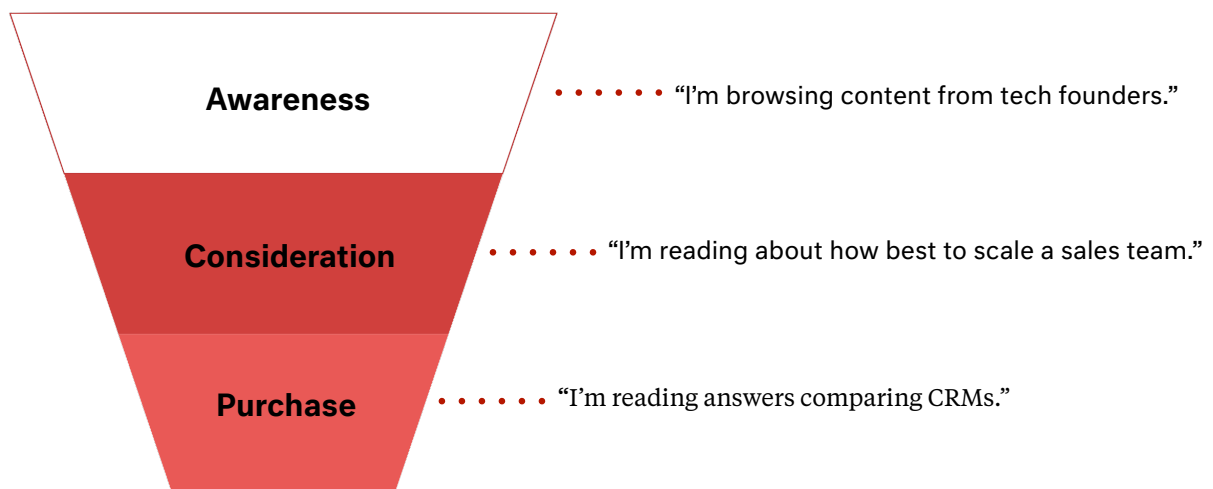 Awareness
“I’m browsing content from tech founders.”
Consideration
“I’m reading about how best to scale a sales team.”
Purchase
“I’m reading answers comparing CRMs.”